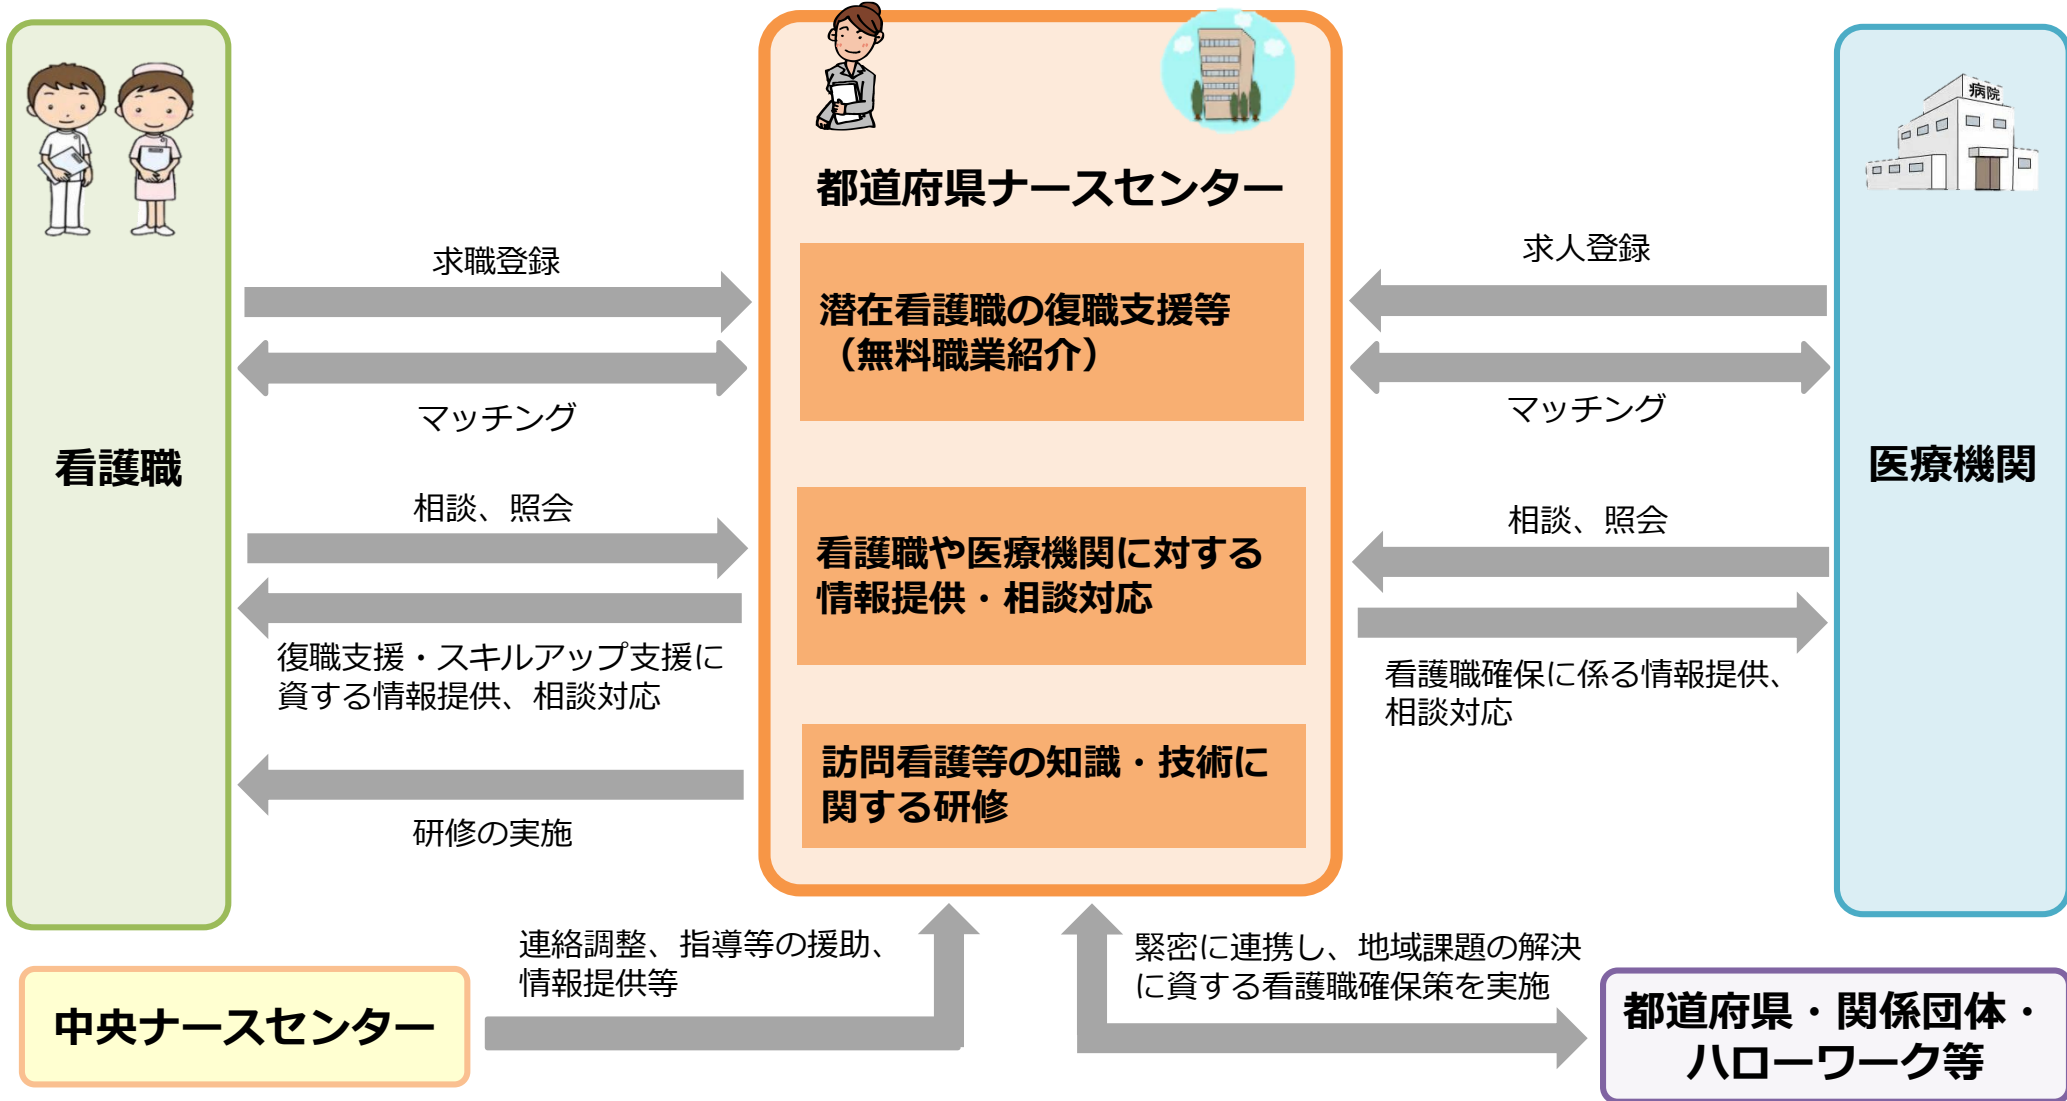 病院
都道府県ナースセンター
求職登録
求人登録
潜在看護職の復職支援等
（無料職業紹介）
マッチング
マッチング
看護職
医療機関
相談、照会
相談、照会
看護職や医療機関に対する
情報提供・相談対応
復職支援・スキルアップ支援に
資する情報提供、相談対応
看護職確保に係る情報提供、
相談対応
訪問看護等の知識・技術に
関する研修
研修の実施
連絡調整、指導等の援助、
情報提供等
緊密に連携し、地域課題の解決
に資する看護職確保策を実施
中央ナースセンター
都道府県・関係団体・
ハローワーク等